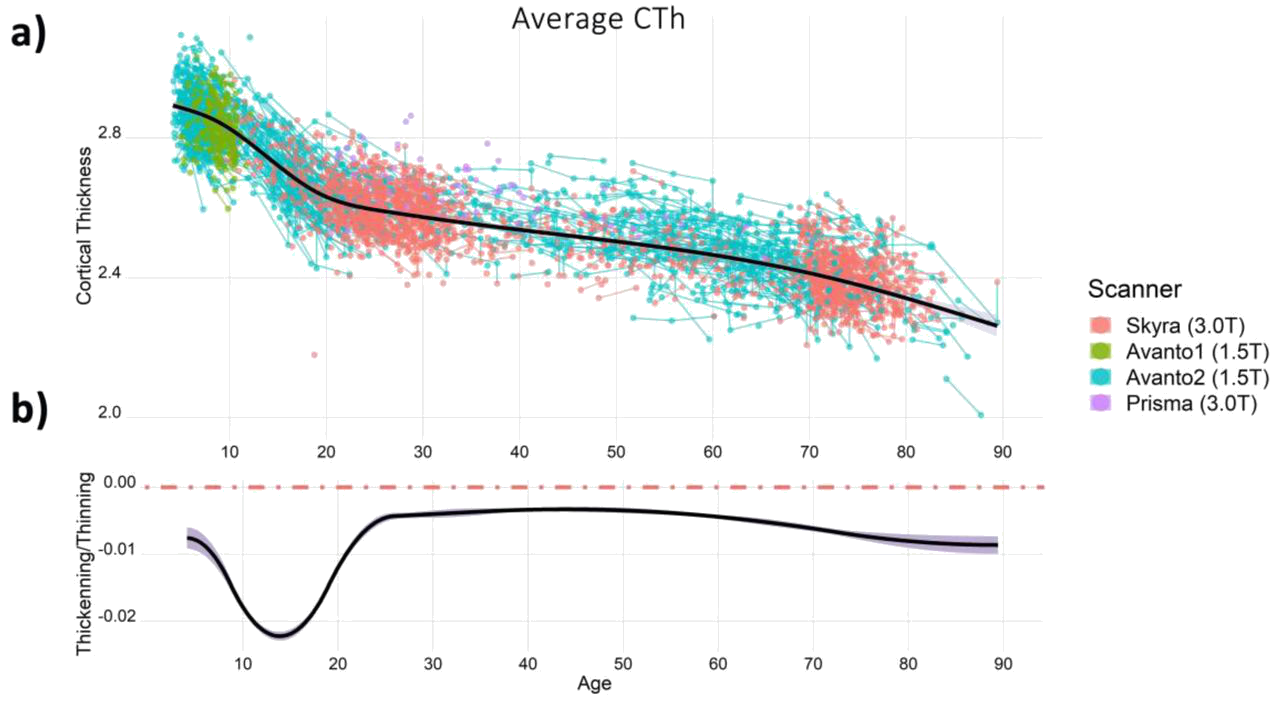 a)
Average CTh
Cortical Thickness
2.8
2.4
2.0
10 20 30 40 50 60 70 80 90
Scanner
Skyra (3.0T)
Avanto1 (1.5T)
Avanto2 (1.5T)
Prisma (3.0T)
b)
Thickenning/Thinning
0.00
-0.01
-0.02
10 20 30 40 50 60 70 80 90
Age